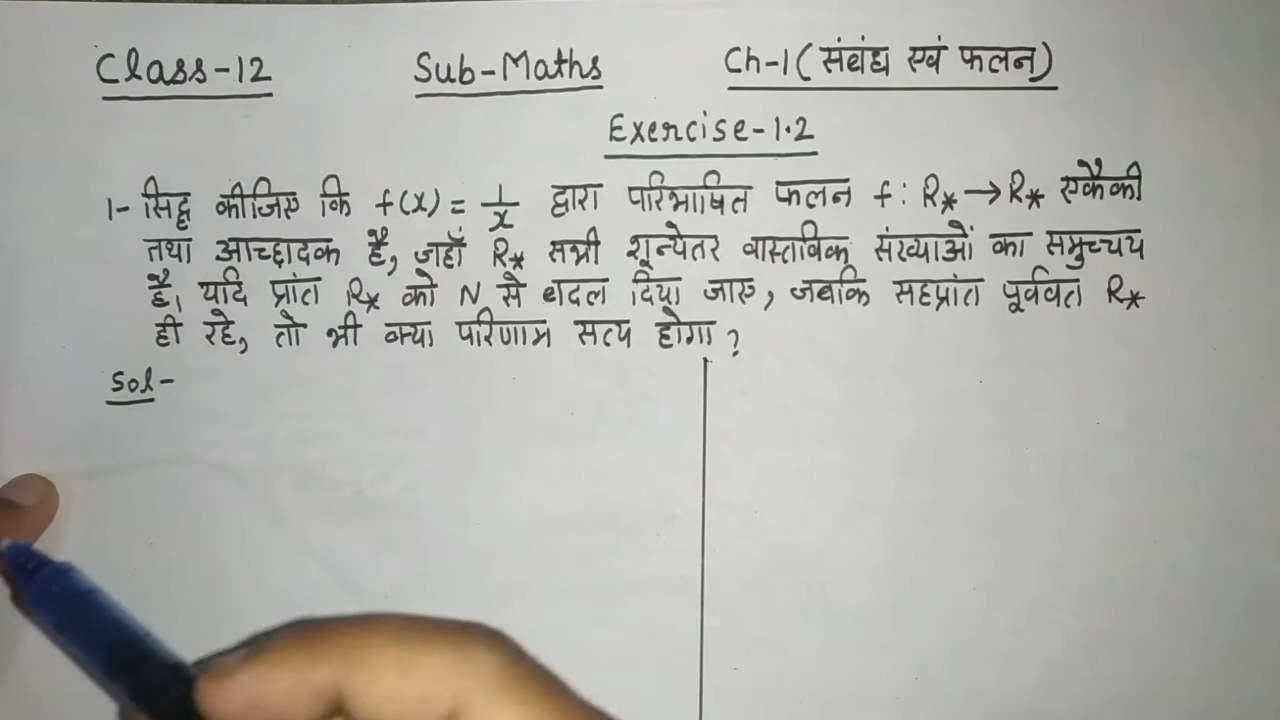 Class-12 Sub-Maths Ch-1(संबंध एवं फलन)
Exercise-1.2
1- सिद्ध कीजिए कि f(x) = 1/x द्वारा परिभाषित फलन f: R* → R* एकैकी
तथा आच्छादक है, जहाँ R* सभी शून्येतर वास्तविक संख्याओं का समुच्चय
है। यदि प्रांत R* को N से बदल दिया जाए, जबकि सहप्रांत पूर्ववत R*
ही रहे, तो भी क्या परिणाम सत्य होगा?
Sol-